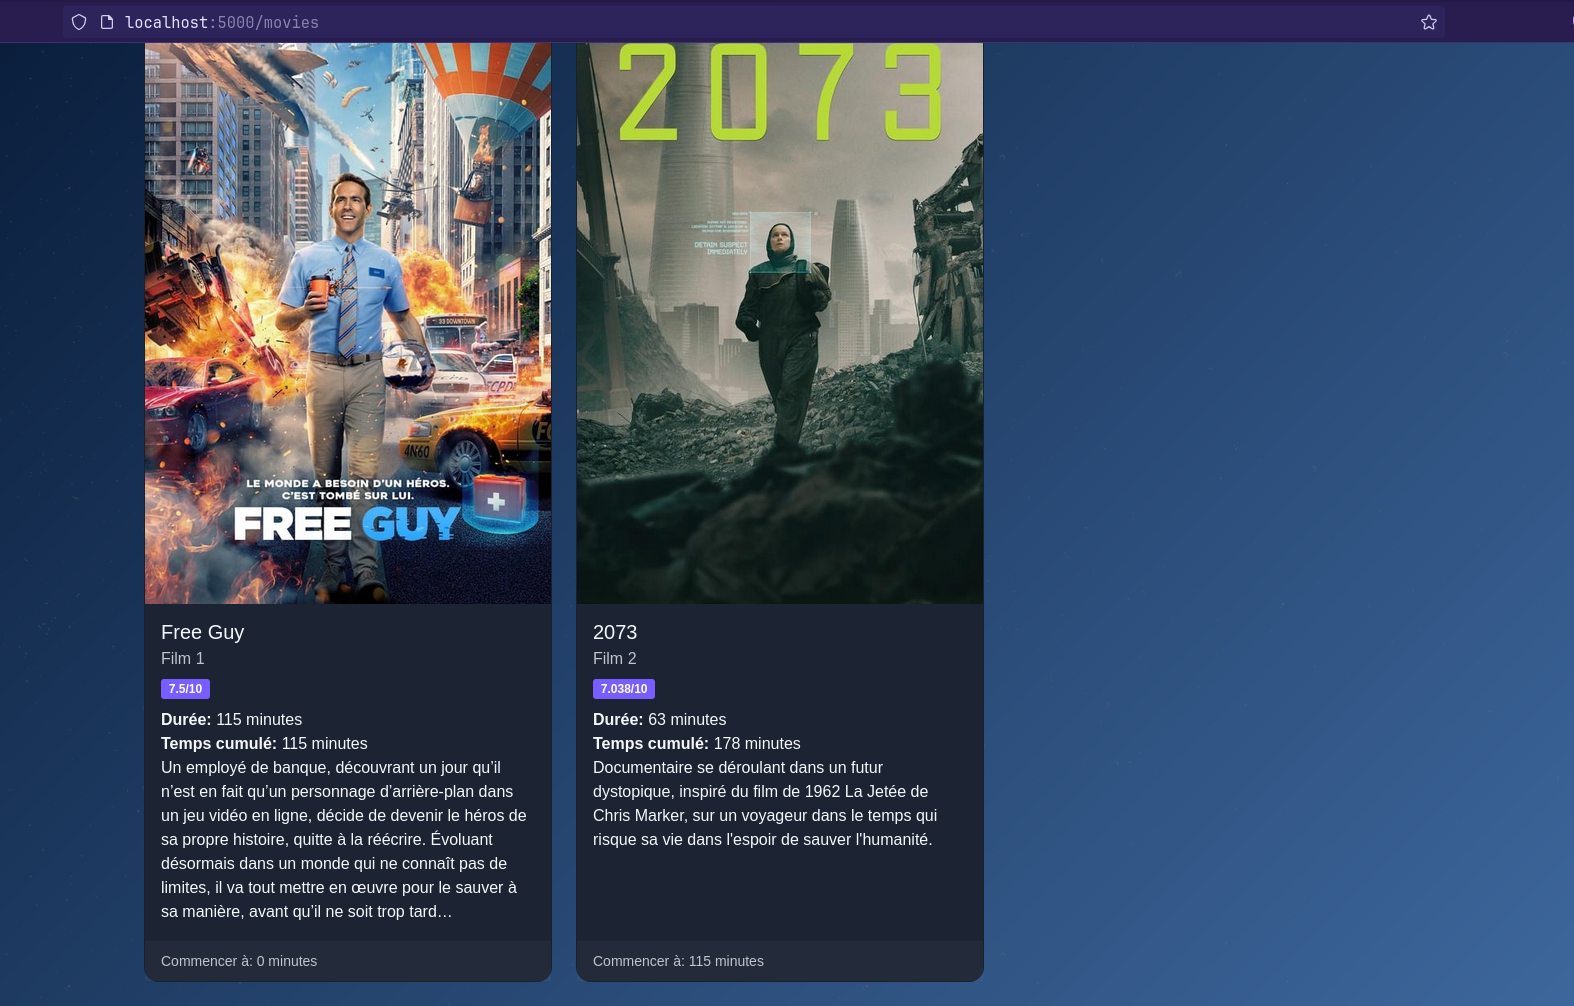 localhost:5000/movies
33 DOWNTOWN
CCPD
4N60
LE MONDE A BESOIN D'UN HÉROS.
C'EST TOMBÉ SUR LUI.
FREE GUY
Free Guy
Film 1
7.5/10
Durée: 115 minutes
Temps cumulé: 115 minutes
Un employé de banque, découvrant un jour qu’il
n’est en fait qu’un personnage d’arrière-plan dans
un jeu vidéo en ligne, décide de devenir le héros de
sa propre histoire, quitte à la réécrire. Évoluant
désormais dans un monde qui ne connaît pas de
limites, il va tout mettre en œuvre pour le sauver à
sa manière, avant qu’il ne soit trop tard…
Commencer à: 0 minutes
2073
DETAIN SUSPECT
IMMEDIATELY
2073
Film 2
7.038/10
Durée: 63 minutes
Temps cumulé: 178 minutes
Documentaire se déroulant dans un futur
dystopique, inspiré du film de 1962 La Jetée de
Chris Marker, sur un voyageur dans le temps qui
risque sa vie dans l'espoir de sauver l'humanité.
Commencer à: 115 minutes